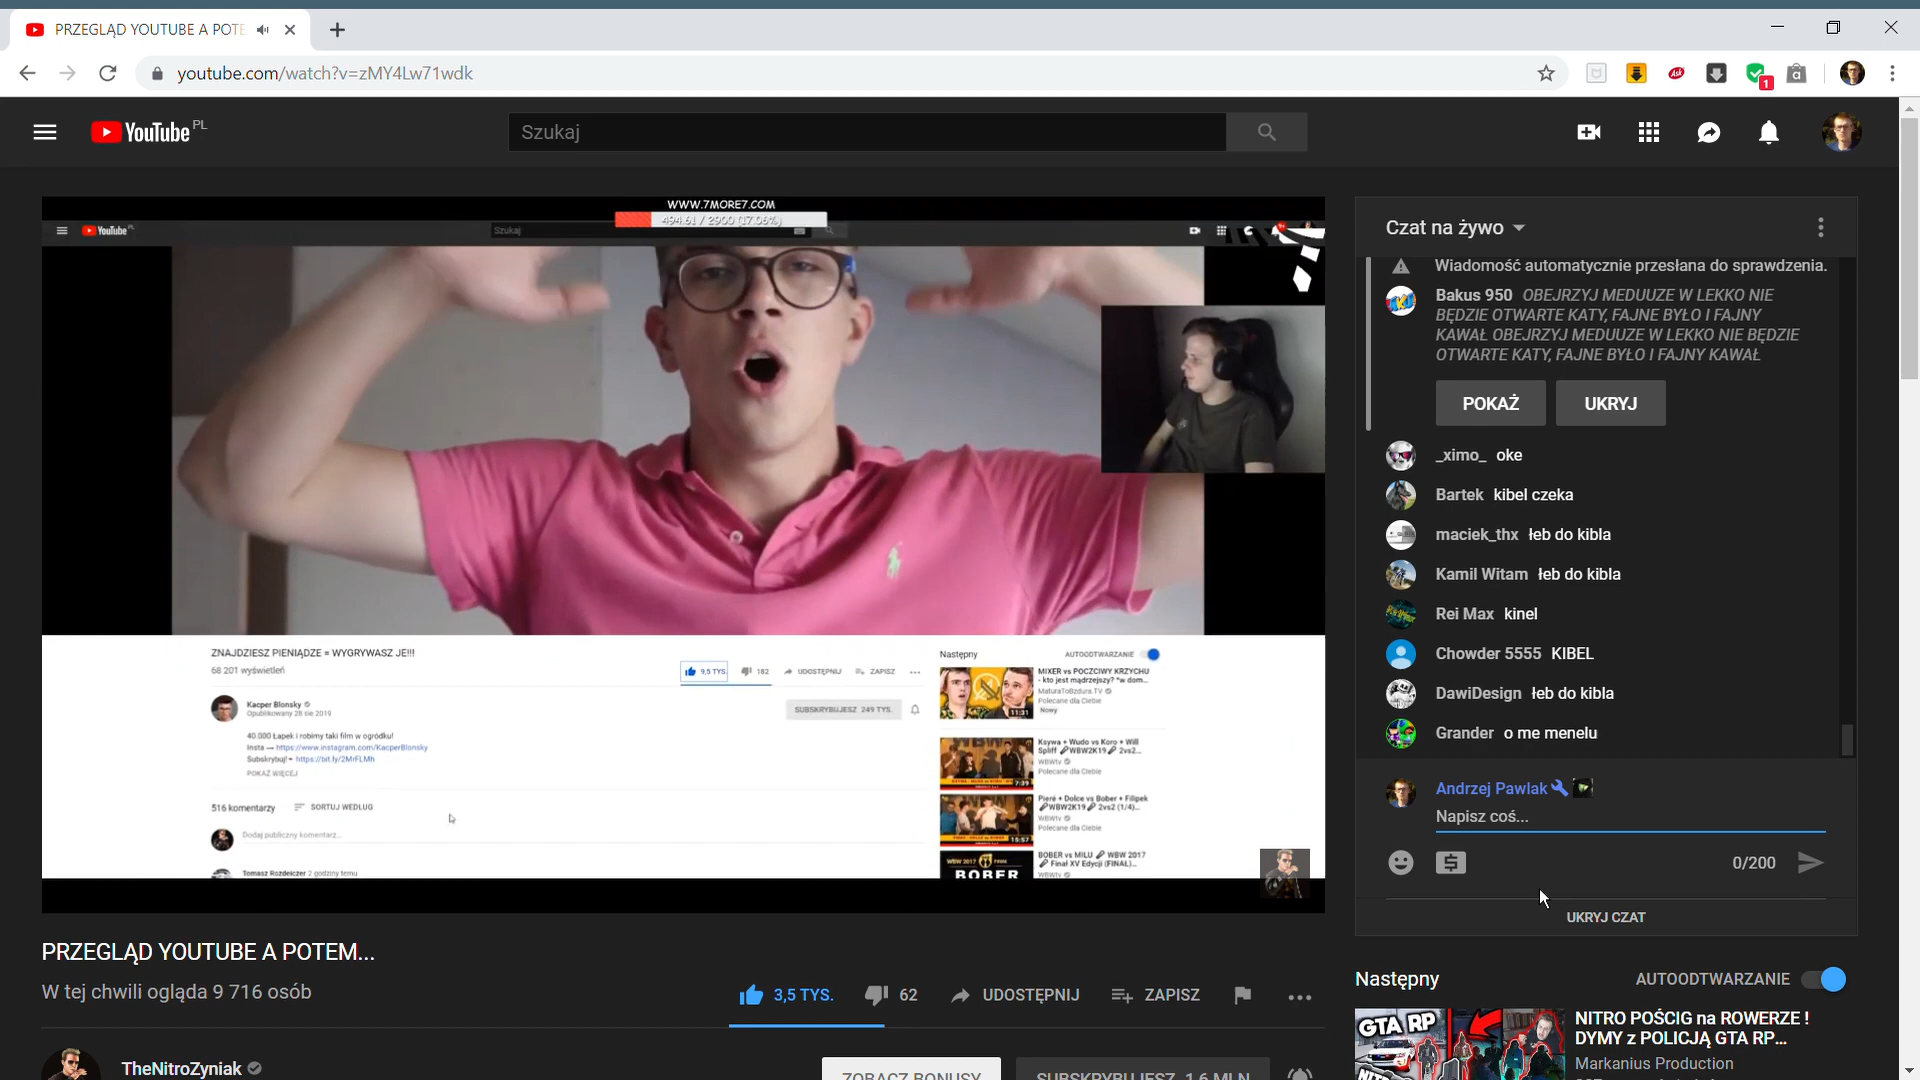 PRZEGLĄD YOUTUBE A POTE
youtube.com/watch?v=zMY4Lw71wdk
1
YouTube PL
Szukaj
WWW.7MORE7.COM
494.61 / 2900 (17.06%)
YouTube
Szukaj
ZNAJDZIESZ PIENIĄDZE = WYGRYWASZ JE!!!
68 201 wyświetleń
9,5 TYS.
182
UDOSTĘPNIJ
ZAPISZ
Kacper Blonsky
Opublikowany 28 sie 2019
SUBSKRYBUJESZ 249 TYS.
40.000 Łapek i robimy taki film w ogródku!
Insta → https://www.instagram.com/KacperBlonsky
Subskrybuj! - https://bit.ly/2MrFLMh
POKAŻ WIĘCEJ
516 komentarzy
SORTUJ WEDŁUG
Dodaj publiczny komentarz...
Tomasz Rozdeiczer 2 godziny temu
Następny
AUTOODTWARZANIE
MIXER vs POCZCIWY KRZYCHU
- kto jest mądrzejszy? *w dom...
MaturaToBzdura.TV
Polecane dla Ciebie
Nowy
11:31
Ksywa + Wudo vs Koro + Will
Spliff WBW2K19 2vs2...
WBWtv
Polecane dla Ciebie
7:39
Pieré + Dolce vs Bober + Filipek
WBW2K19 2vs2 (1/4)...
WBWtv
Polecane dla Ciebie
15:57
BOBER vs MILU WBW 2017
Finał XV Edycji (FINAŁ)...
WBWtv
WBW 2017 FINAŁ
BOBER
PRZEGLĄD YOUTUBE A POTEM...
W tej chwili ogląda 9 716 osób
3,5 TYS.
62
UDOSTĘPNIJ
ZAPISZ
TheNitroZyniak
ZOBACZ BONUSY
SUBSKRYBUJESZ 1,6 MLN
Czat na żywo
Wiadomość automatycznie przesłana do sprawdzenia.
Bakus 950 OBEJRZYJ MEDUUZE W LEKKO NIE
BĘDZIE OTWARTE KATY, FAJNE BYŁO I FAJNY
KAWAŁ OBEJRZYJ MEDUUZE W LEKKO NIE BĘDZIE
OTWARTE KATY, FAJNE BYŁO I FAJNY KAWAŁ
POKAŻ
UKRYJ
_ximo_ oke
Bartek kibel czeka
maciek_thx łeb do kibla
Kamil Witam łeb do kibla
Rei Max kinel
Chowder 5555 KIBEL
DawiDesign łeb do kibla
Grander o me menelu
Andrzej Pawlak
Napisz coś...
0/200
UKRYJ CZAT
Następny
AUTOODTWARZANIE
GTA RP
NITRO POŚCIG na ROWERZE !
DYMY z POLICJĄ GTA RP...
Markanius Production